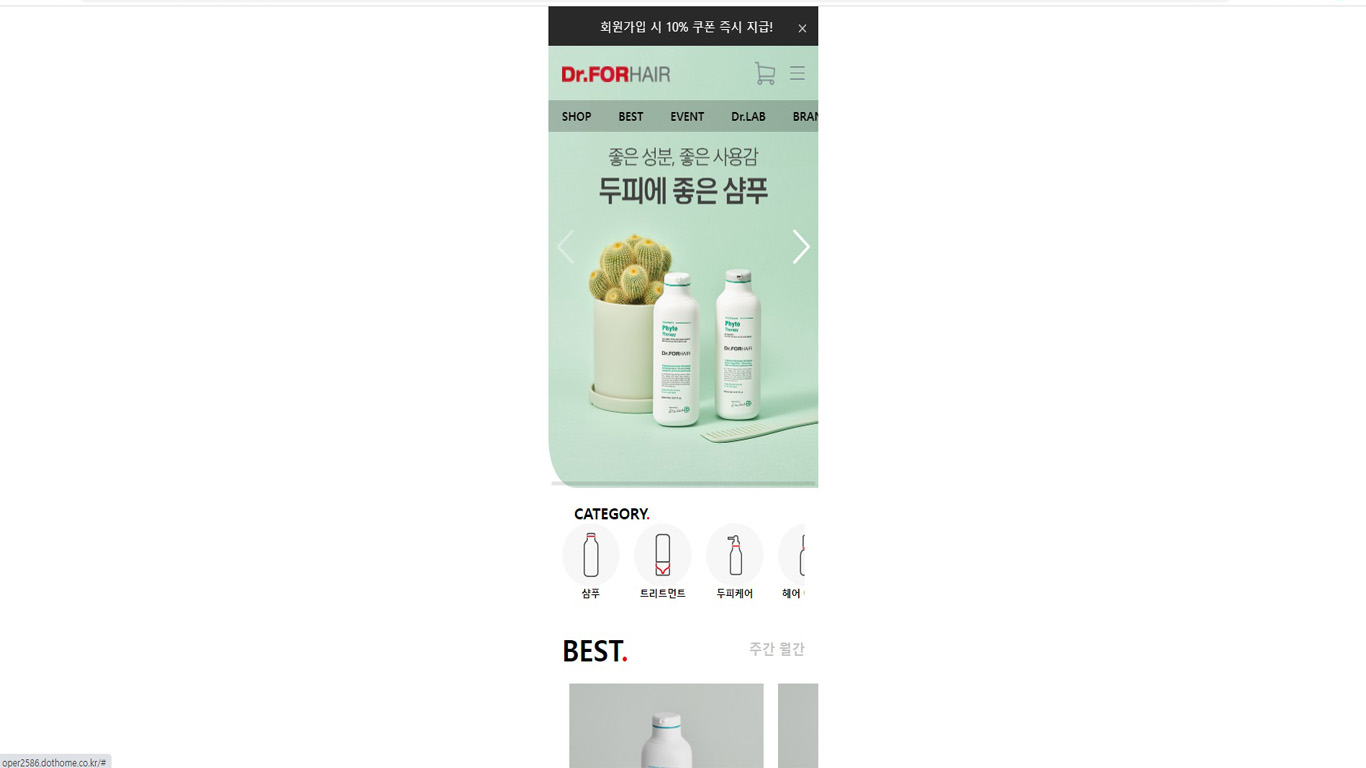 회원가입 시 10% 쿠폰 즉시 지급! ×
Dr.FORHAIR
SHOP BEST EVENT Dr.LAB BRAN
좋은 성분, 좋은 사용감
두피에 좋은 샴푸
Phyto
Therapy
Dr.FORHAIR
Phyto
Therapy
Dr.FORHAIR
CATEGORY.
샴푸 트리트먼트 두피케어 헤어
BEST.
주간 월간
oper2586.dothome.co.kr/#